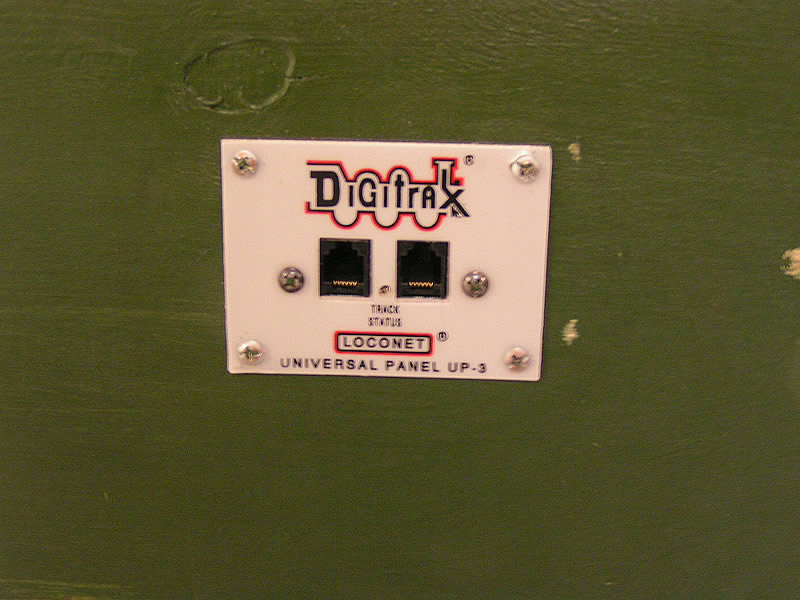 DIGITRAX ®
TRACK
STATUS
LOCONET ®
UNIVERSAL PANEL UP-3